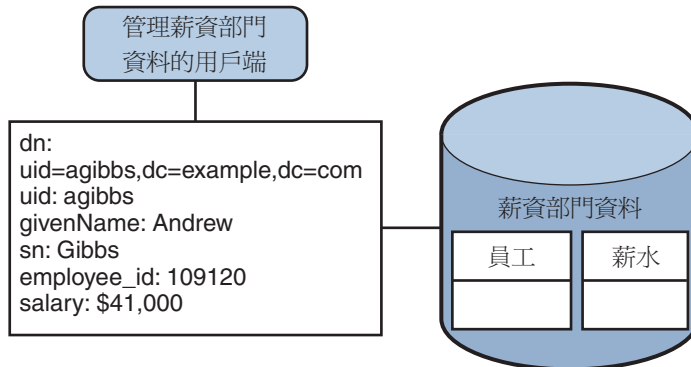 管理薪資部門
資料的用戶端
dn:
uid=agibbs,dc=example,dc=com
uid: agibbs
givenName: Andrew
sn: Gibbs
employee_id: 109120
salary: $41,000
薪資部門資料
員工
薪水